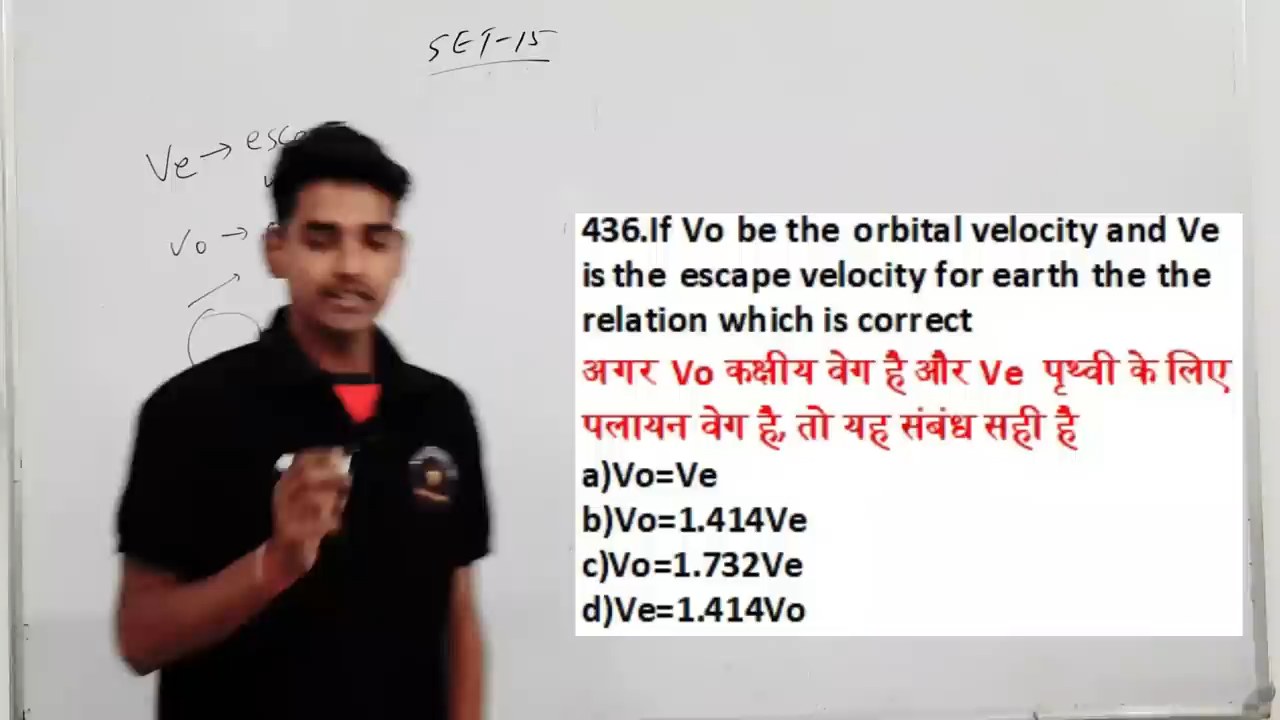 SET-15
Ve →
Vo →
436.If Vo be the orbital velocity and Ve
is the escape velocity for earth the the
relation which is correct
अगर Vo कक्षीय वेग है और Ve पृथ्वी के लिए
पलायन वेग है, तो यह संबंध सही है
a)Vo=Ve
b)Vo=1.414Ve
c)Vo=1.732Ve
d)Ve=1.414Vo